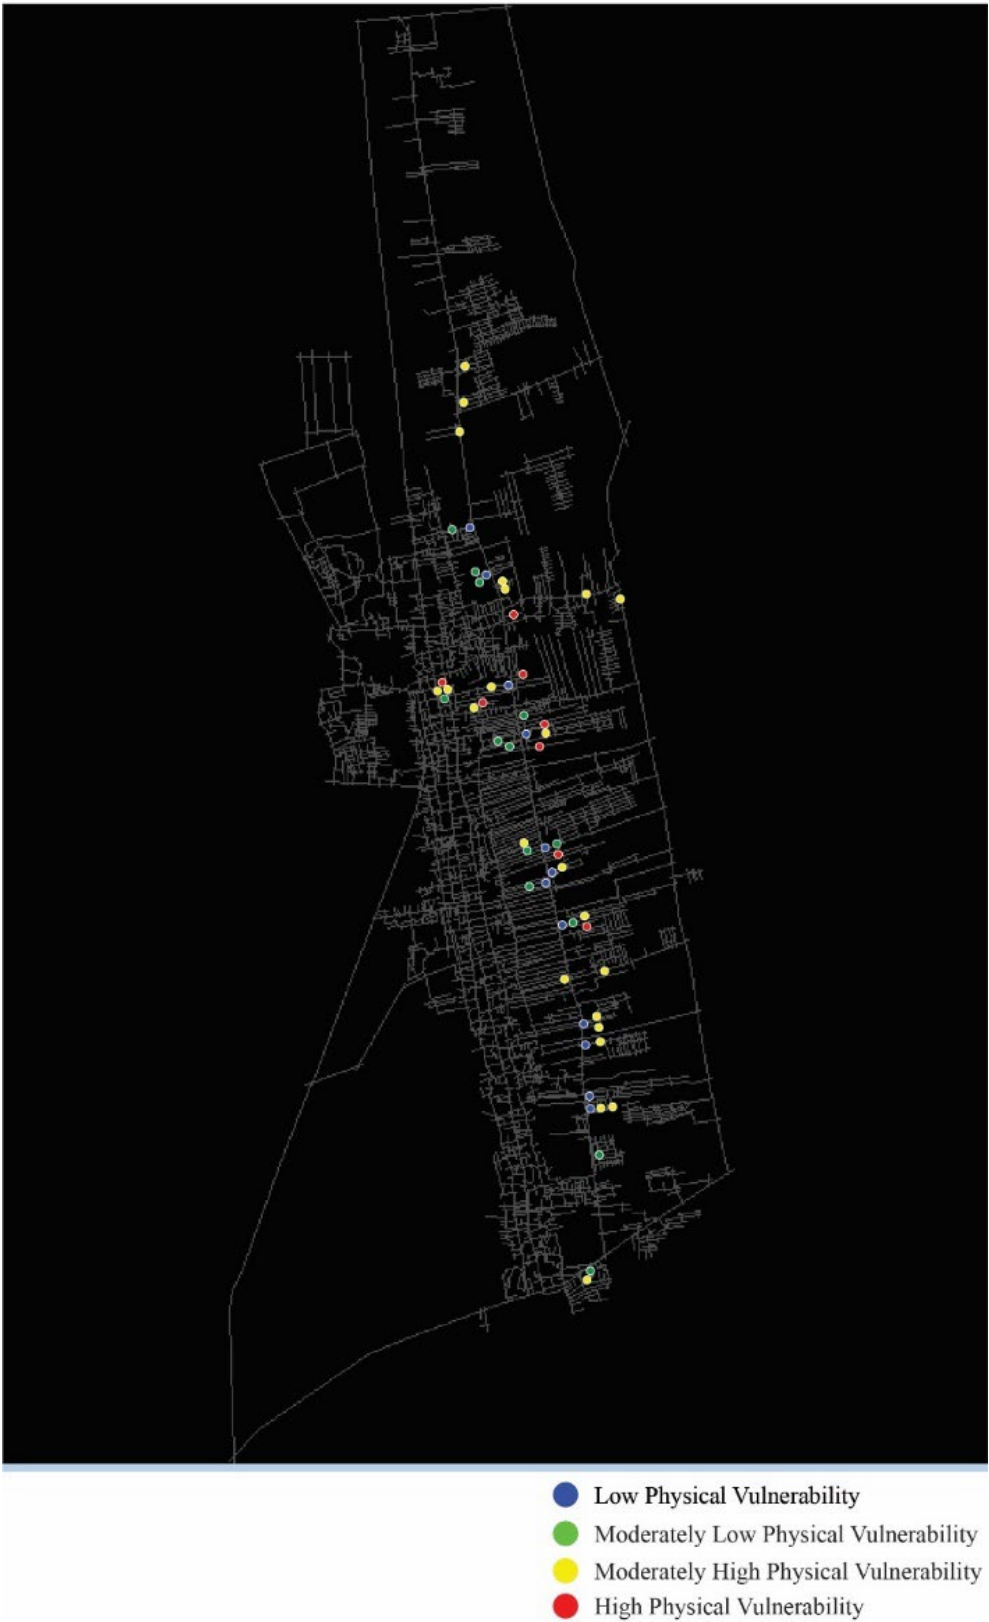 Low Physical Vulnerability
Moderately Low Physical Vulnerability
Moderately High Physical Vulnerability
High Physical Vulnerability